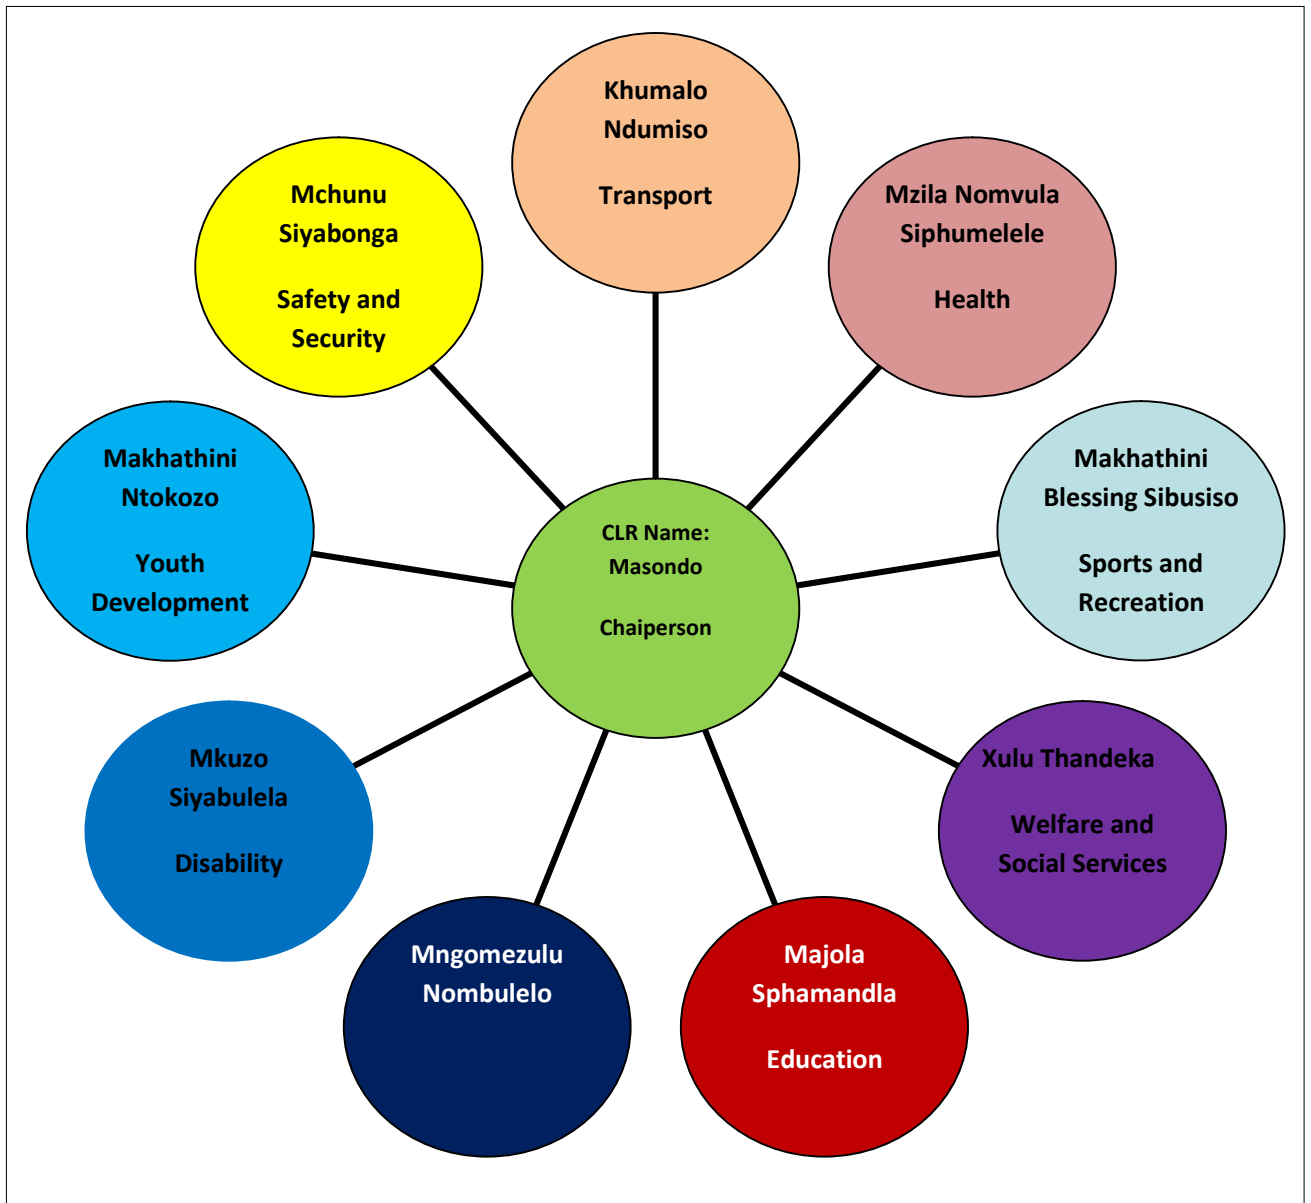 Khumalo
Ndumiso
Transport
Mzila Nomvula
Siphumelele
Health
Makhathini
Blessing Sibusiso
Sports and
Recreation
Xulu Thandeka
Welfare and
Social Services
Majola
Sphamandla
Education
Mngomezulu
Nombulelo
Mkuzo
Siyabulela
Disability
Makhathini
Ntokozo
Youth
Development
Mchunu
Siyabonga
Safety and
Security
CLR Name:
Masondo
Chaiperson